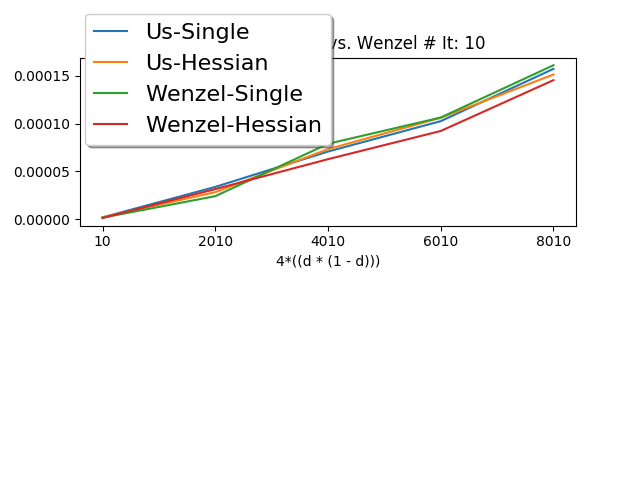 vs. Wenzel # It: 10
Us-Single
Us-Hessian
Wenzel-Single
Wenzel-Hessian
0.00015
0.00010
0.00005
0.00000
10 2010 4010 6010 8010
4*((d * (1 - d)))